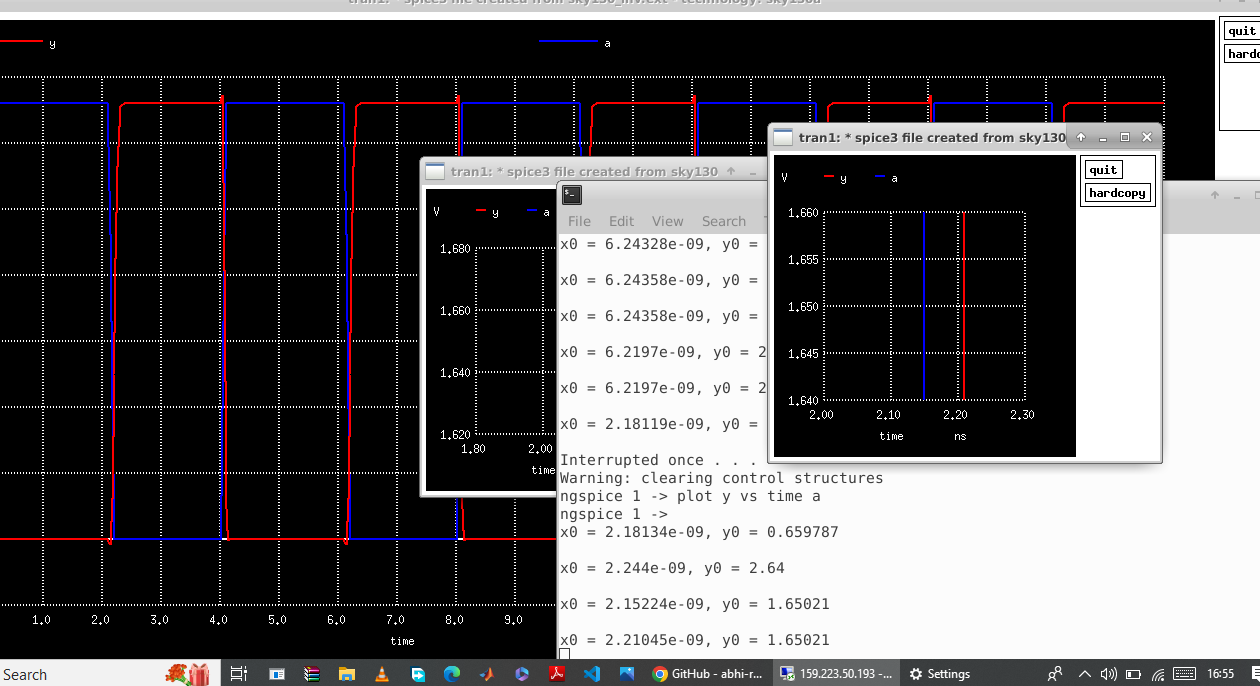 tran1: * spice3 file created from sky130_inv.ext - technology: sky130a
y
a
quit
1.0
2.0
3.0
4.0
5.0
6.0
7.0
8.0
9.0
time
tran1: * spice3 file created from sky130
V
y
a
1.680
1.660
1.640
1.620
1.80
2.00
time
File Edit View Search
x0 = 6.24328e-09, y0 =
x0 = 6.24358e-09, y0 =
x0 = 6.24358e-09, y0 =
x0 = 6.2197e-09, y0 = 2
x0 = 6.2197e-09, y0 = 2
x0 = 2.18119e-09, y0 =
Interrupted once . . .
Warning: clearing control structures
ngspice 1 -> plot y vs time a
ngspice 1 ->
x0 = 2.18134e-09, y0 = 0.659787
x0 = 2.244e-09, y0 = 2.64
x0 = 2.15224e-09, y0 = 1.65021
x0 = 2.21045e-09, y0 = 1.65021
tran1: * spice3 file created from sky130
quit
hardcopy
V
y
a
1.660
1.655
1.650
1.645
1.640
2.00
2.10
2.20
2.30
time
ns
Search
GitHub - abhi-r...
159.223.50.193 -...
Settings
16:55